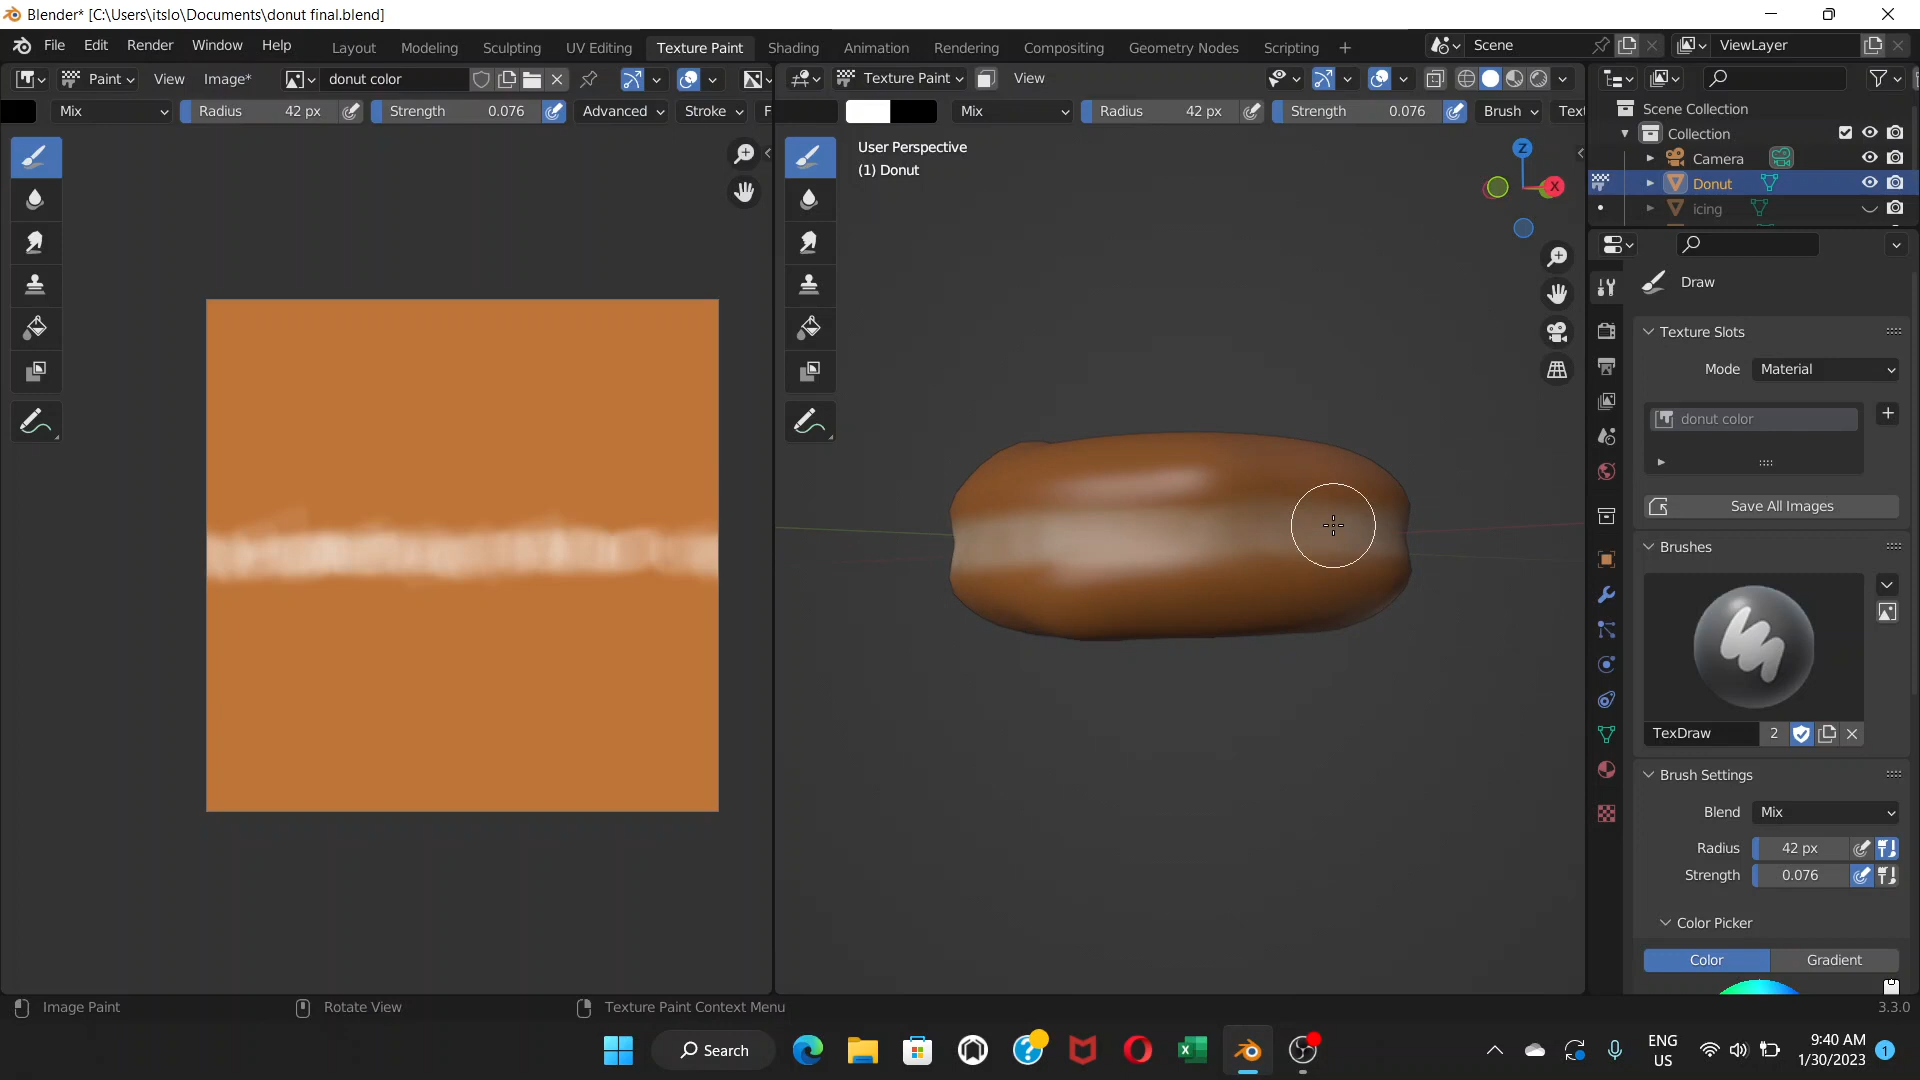 Blender* [C:\Users\itslo\Documents\donut final.blend]
File Edit Render Window Help Layout Modeling Sculpting UV Editing Texture Paint Shading Animation Rendering Compositing Geometry Nodes Scripting + Scene ViewLayer
Paint View Image* donut color Texture Paint View
Mix Radius 42 px Strength 0.076 Advanced Stroke F Mix Radius 42 px Strength 0.076 Brush Text
Scene Collection
Collection
Camera
Donut
icing
User Perspective
(1) Donut
Z
X
Draw
Texture Slots
Mode Material
donut color
Save All Images
Brushes
TexDraw 2
Brush Settings
Blend Mix
Radius 42 px
Strength 0.076
Color Picker
Color Gradient
Image Paint Rotate View Texture Paint Context Menu 3.3.0
Search
ENG
US
9:40 AM
1/30/2023
1